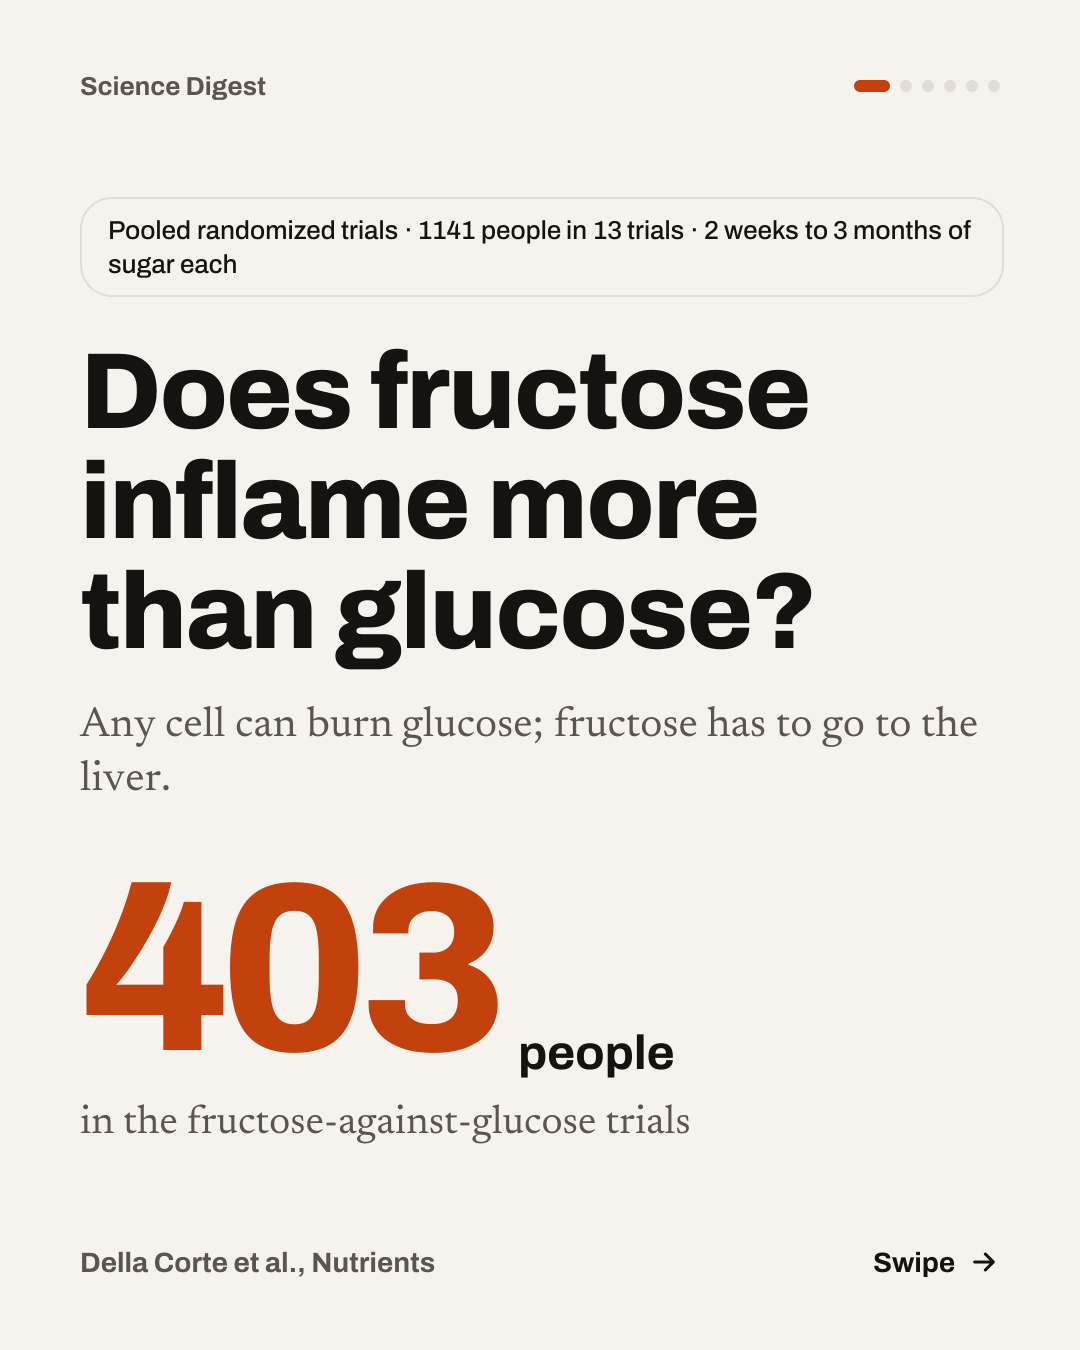 Science Digest
Pooled randomized trials · 1141 people in 13 trials · 2 weeks to 3 months of
sugar each
Does fructose
inflame more
than glucose?
Any cell can burn glucose; fructose has to go to the
liver.
403 people
in the fructose-against-glucose trials
Della Corte et al., Nutrients
Swipe →